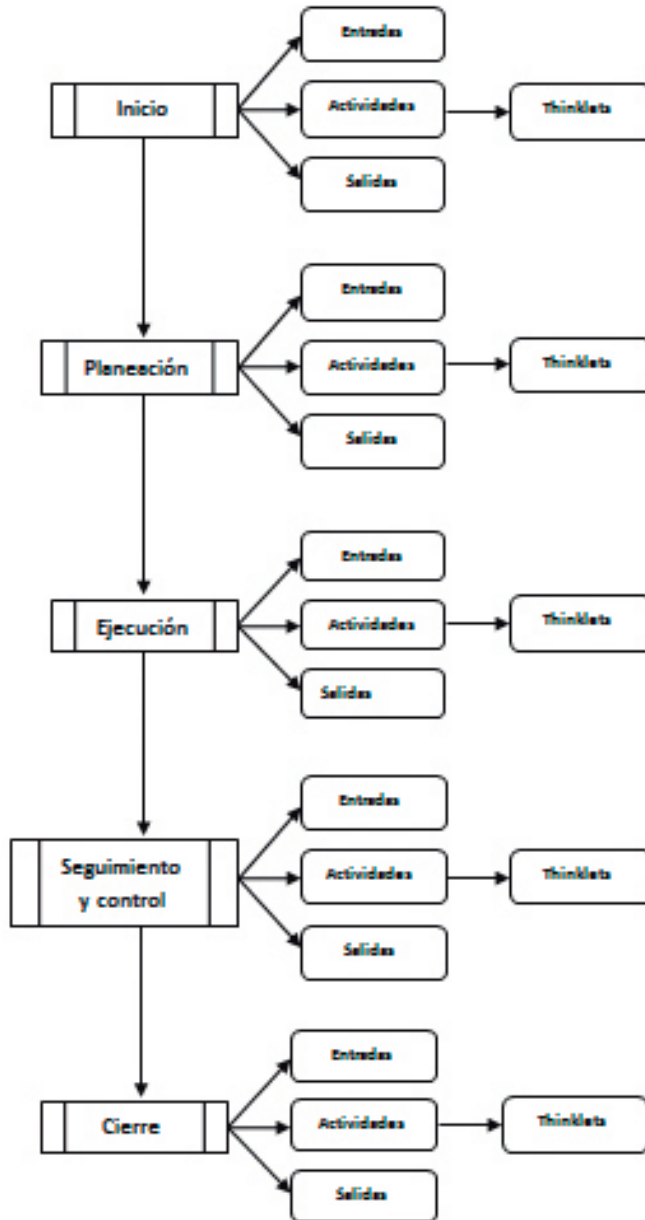 Entradas
Inicio
Actividades
Thinklets
Salidas
Entradas
Planeación
Actividades
Thinklets
Salidas
Entradas
Ejecución
Actividades
Thinklets
Salidas
Entradas
Seguimiento
y control
Actividades
Thinklets
Salidas
Entradas
Cierre
Actividades
Thinklets
Salidas